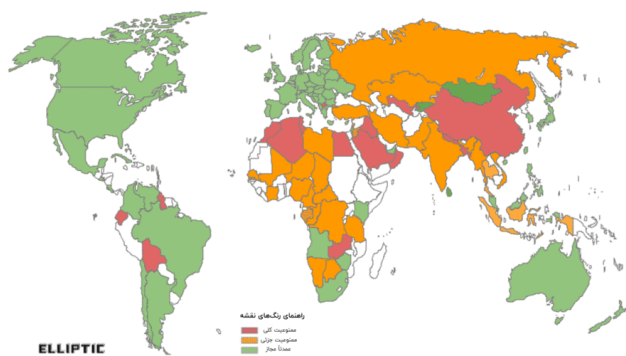 راهنمای رنگ‌های نقشه
ممنوعیت کلی
ممنوعیت جزئی
عمدتاً مجاز
ELLIPTIC